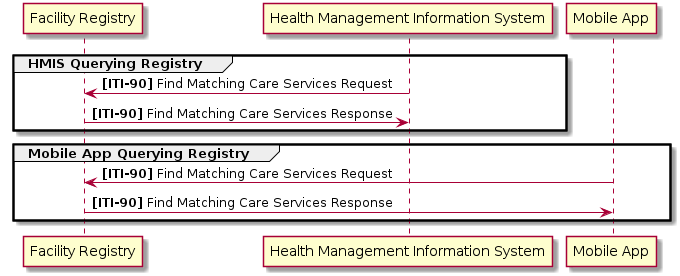 Facility Registry
Health Management Information System
Mobile App
HMIS Querying Registry
[ITI-90] Find Matching Care Services Request
[ITI-90] Find Matching Care Services Response
Mobile App Querying Registry
[ITI-90] Find Matching Care Services Request
[ITI-90] Find Matching Care Services Response
Facility Registry
Health Management Information System
Mobile App